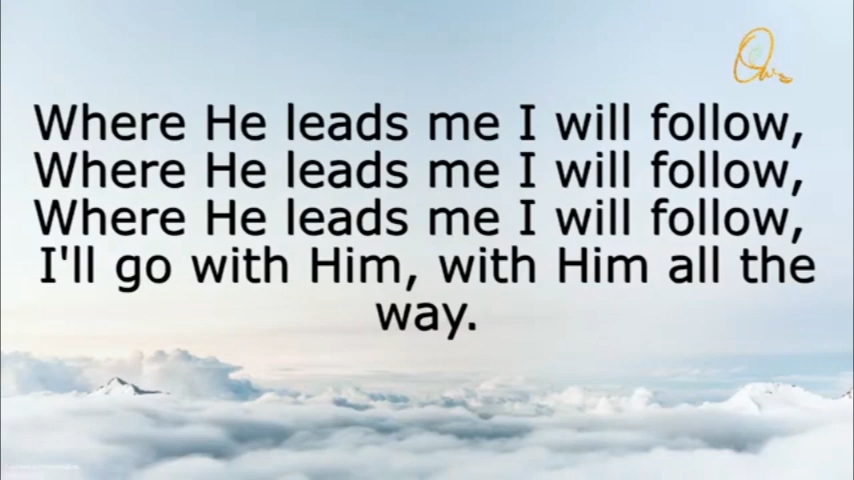 Where He leads me I will follow,
Where He leads me I will follow,
Where He leads me I will follow,
I'll go with Him, with Him all the
way.